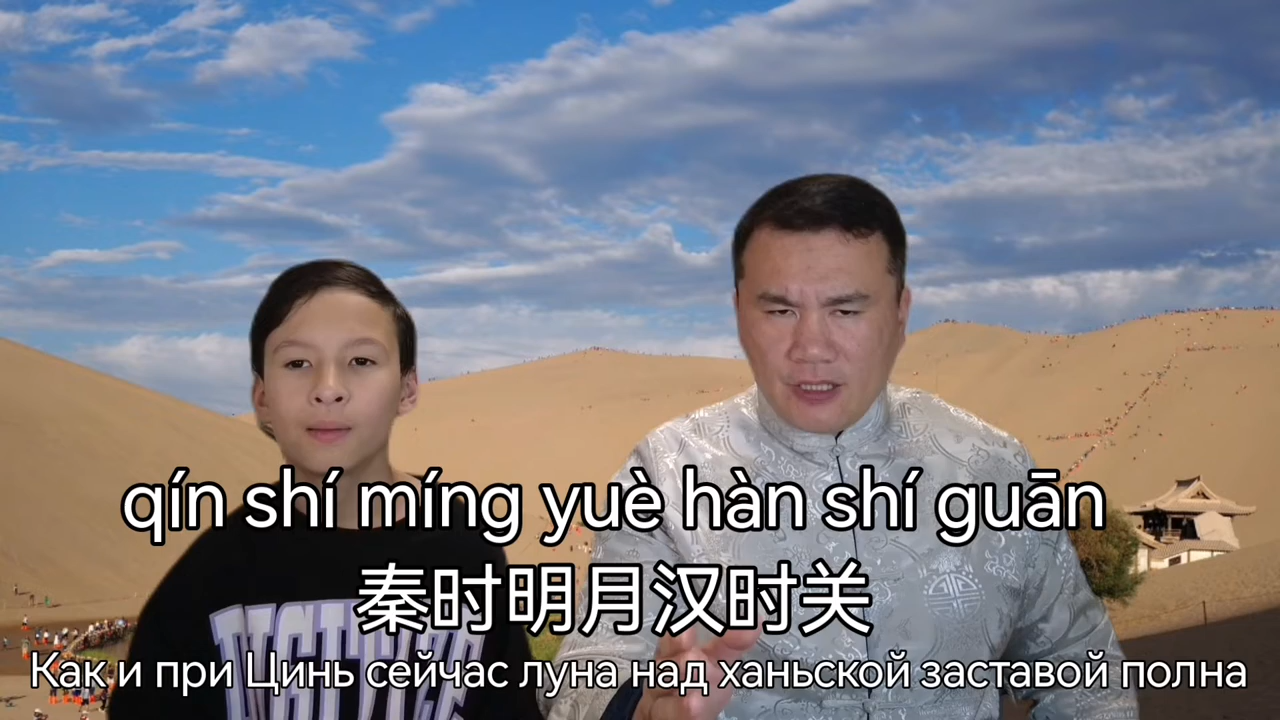 qín shí míng yuè hàn shí guān
秦时明月汉时关
Как и при Цинь сейчас луна над ханьской заставой полна